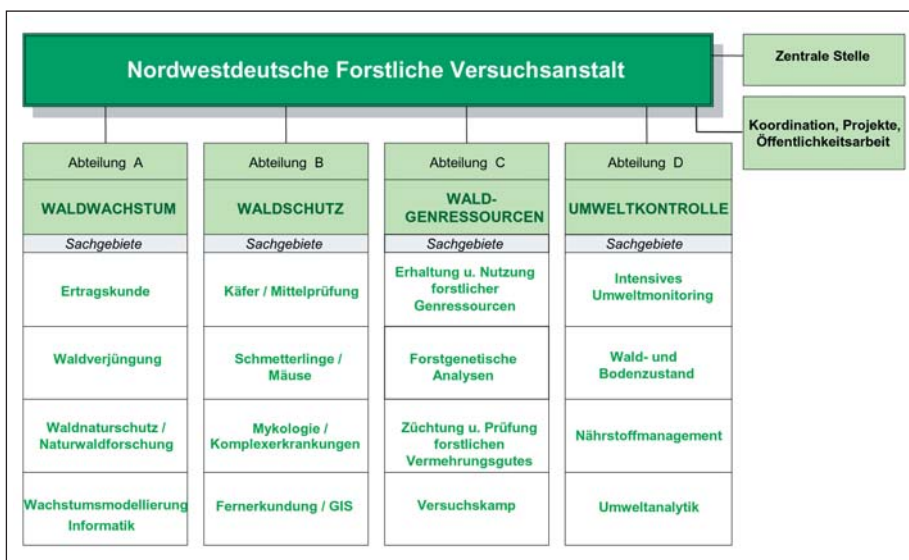 Nordwestdeutsche Forstliche Versuchsanstalt
Zentrale Stelle
Koordination, Projekte,
Öffentlichkeitsarbeit
Abteilung A
WALDWACHSTUM
Sachgebiete
Ertragskunde
Waldverjüngung
Waldnaturschutz /
Naturwaldforschung
Wachstumsmodellierung
Informatik
Abteilung B
WALDSCHUTZ
Sachgebiete
Käfer / Mittelprüfung
Schmetterlinge /
Mäuse
Mykologie /
Komplexerkrankungen
Fernerkundung / GIS
Abteilung C
WALD-
GENRESSOURCEN
Sachgebiete
Erhaltung u. Nutzung
forstlicher
Genressourcen
Forstgenetische
Analysen
Züchtung u. Prüfung
forstlichen
Vermehrungsgutes
Versuchskamp
Abteilung D
UMWELTKONTROLLE
Sachgebiete
Intensives
Umweltmonitoring
Wald- und
Bodenzustand
Nährstoffmanagement
Umweltanalytik